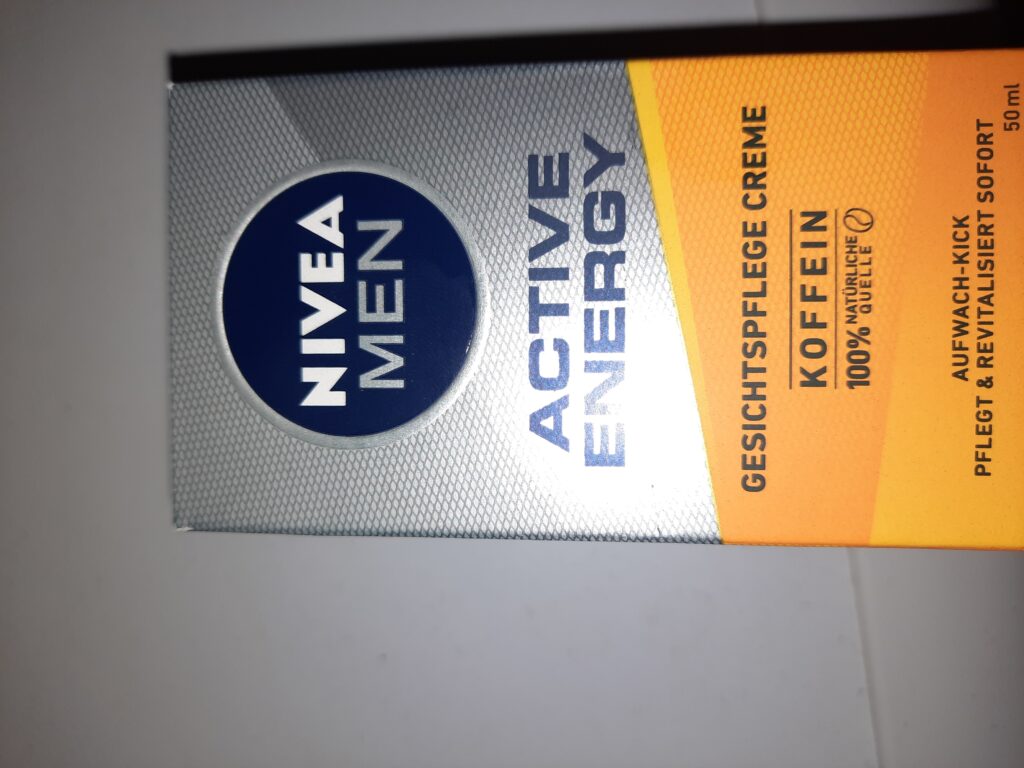 NIVEA
MEN
ACTIVE
ENERGY
GESICHTSPFLEGE CREME
KOFFEIN
100% NATÜRLICHE
QUELLE
AUFWACH-KICK
PFLEGT & REVITALISIERT SOFORT
50 ml